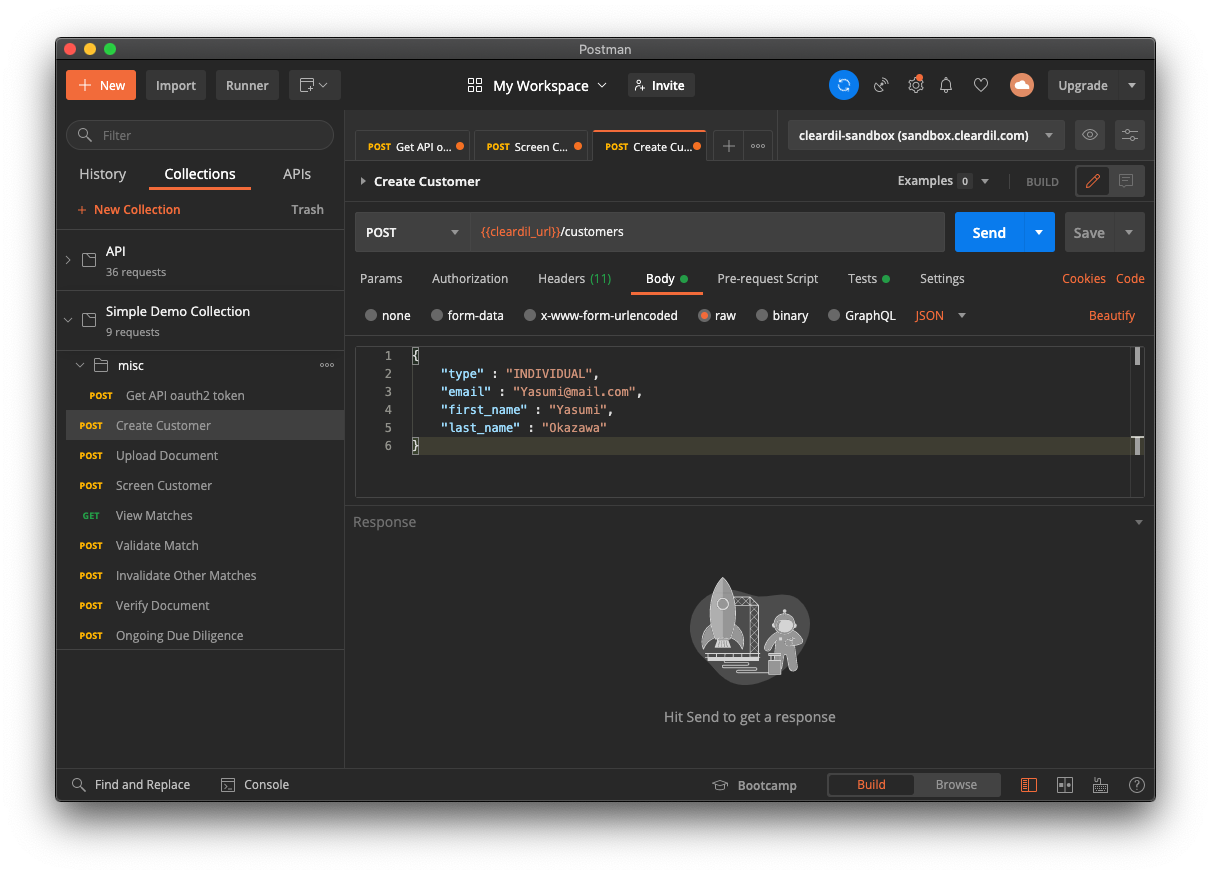 Postman
New Import Runner My Workspace Invite Upgrade
Filter
History Collections APIs
New Collection Trash
API
36 requests
Simple Demo Collection
9 requests
misc
POST Get API oauth2 token
POST Create Customer
POST Upload Document
POST Screen Customer
GET View Matches
POST Validate Match
POST Invalidate Other Matches
POST Verify Document
POST Ongoing Due Diligence
POST Get API o... POST Screen C... POST Create Cu... cleardil-sandbox (sandbox.cleardil.com)
Create Customer Examples 0 BUILD
POST {{cleardil_url}}/customers Send Save
Params Authorization Headers (11) Body Pre-request Script Tests Settings Cookies Code
none form-data x-www-form-urlencoded raw binary GraphQL JSON Beautify
1 {
2 "type" : "INDIVIDUAL",
3 "email" : "Yasumi@mail.com",
4 "first_name" : "Yasumi",
5 "last_name" : "Okazawa"
6 }
Response
Hit Send to get a response
Find and Replace Console Bootcamp Build Browse